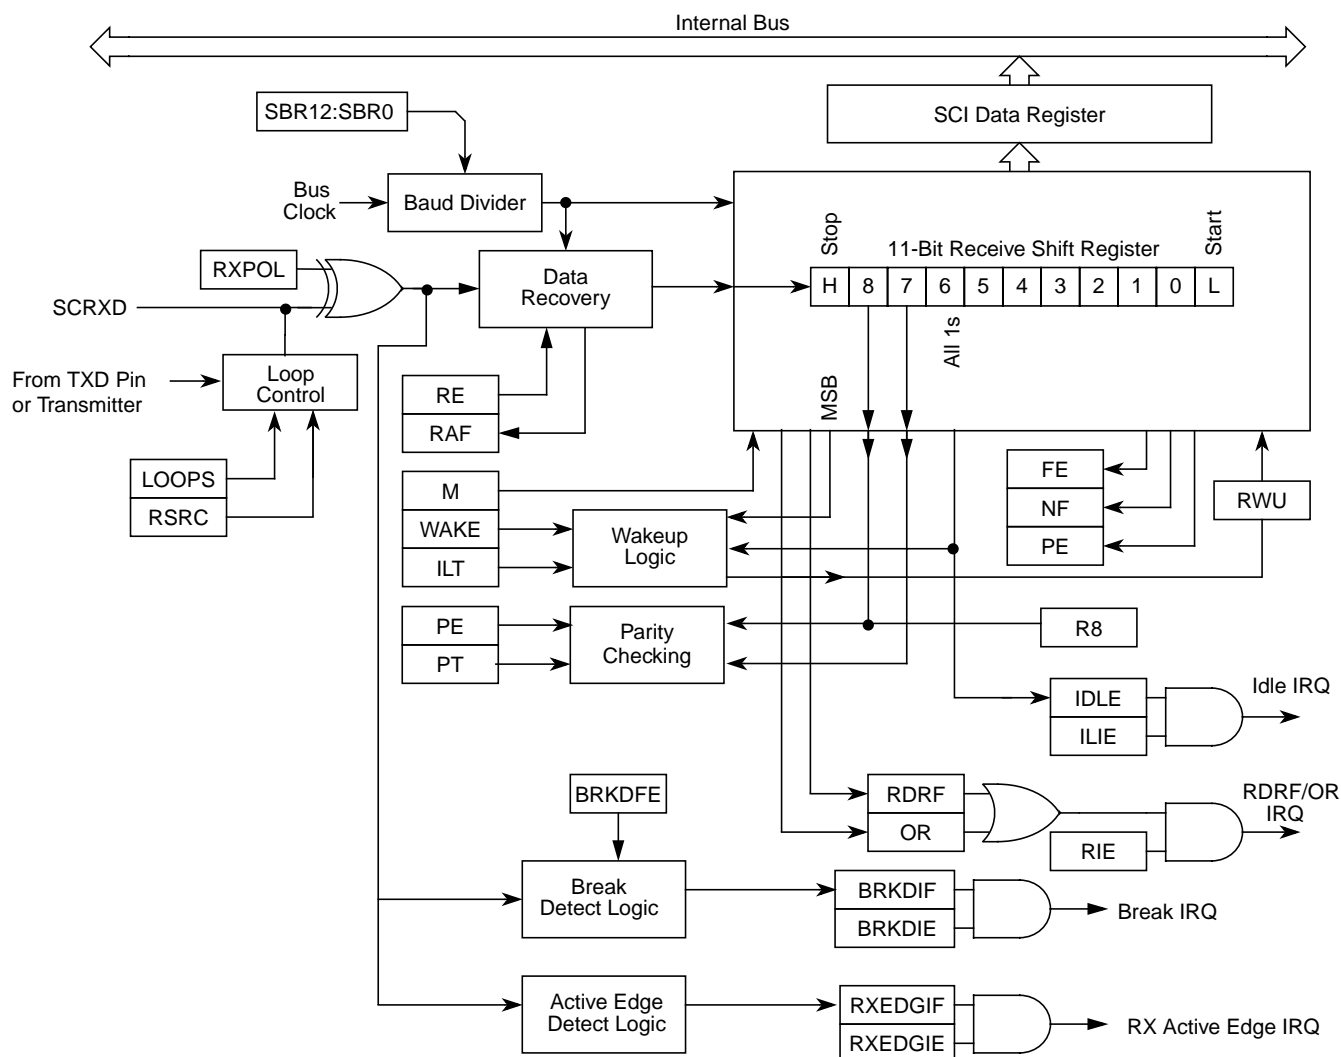 Internal Bus
SCI Data Register
SBR12:SBR0
Bus
Clock
Baud Divider
Stop
11-Bit Receive Shift Register
Start
RXPOL
Data
Recovery
H 8 7 6 5 4 3 2 1 0 L
SCRXD
All 1s
From TXD Pin
or Transmitter
Loop
Control
MSB
RE
RAF
LOOPS
RSRC
M
WAKE
ILT
Wakeup
Logic
FE
NF
PE
RWU
PE
PT
Parity
Checking
R8
IDLE
ILIE
Idle IRQ
BRKDFE
RDRF
OR
RIE
RDRF/OR
IRQ
Break
Detect Logic
BRKDIF
BRKDIE
Break IRQ
Active Edge
Detect Logic
RXEDGIF
RXEDGIE
RX Active Edge IRQ